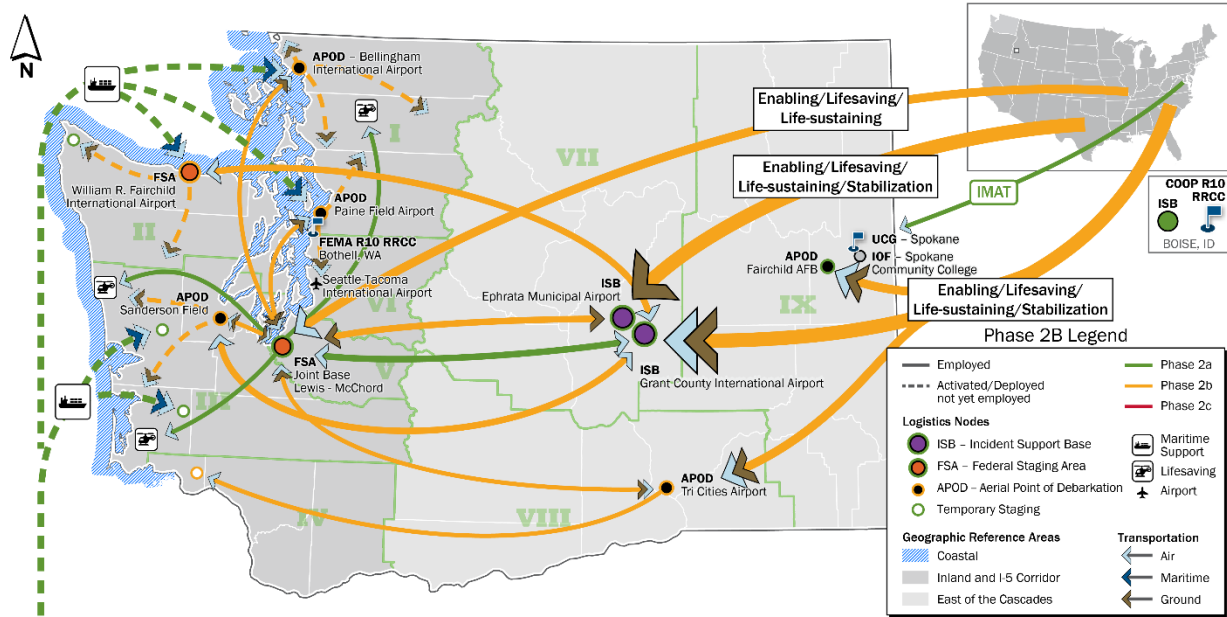 N
APOD – Bellingham
International Airport
I
FSA
William R. Fairchild
International Airport
II
APOD
Paine Field Airport
FEMA R10 RRCC
Bothell, WA
Seattle-Tacoma
International Airport
APOD
Sanderson Field
VI
V
FSA
Joint Base
Lewis - McChord
III
IV
VII
VIII
IX
Enabling/Lifesaving/
Life-sustaining
Enabling/Lifesaving/
Life-sustaining/Stabilization
IMAT
COOP R10
RRCC
ISB
BOISE, ID
UCG – Spokane
IOF – Spokane
Community College
APOD
Fairchild AFB
ISB
Ephrata Municipal Airport
ISB
Grant County International Airport
Enabling/Lifesaving/
Life-sustaining/Stabilization
APOD
Tri Cities Airport
Phase 2B Legend
Employed
Activated/Deployed
not yet employed
Phase 2a
Phase 2b
Phase 2c
Logistics Nodes
ISB – Incident Support Base
FSA – Federal Staging Area
APOD – Aerial Point of Debarkation
Temporary Staging
Maritime
Support
Lifesaving
Airport
Geographic Reference Areas
Coastal
Inland and I-5 Corridor
East of the Cascades
Transportation
Air
Maritime
Ground